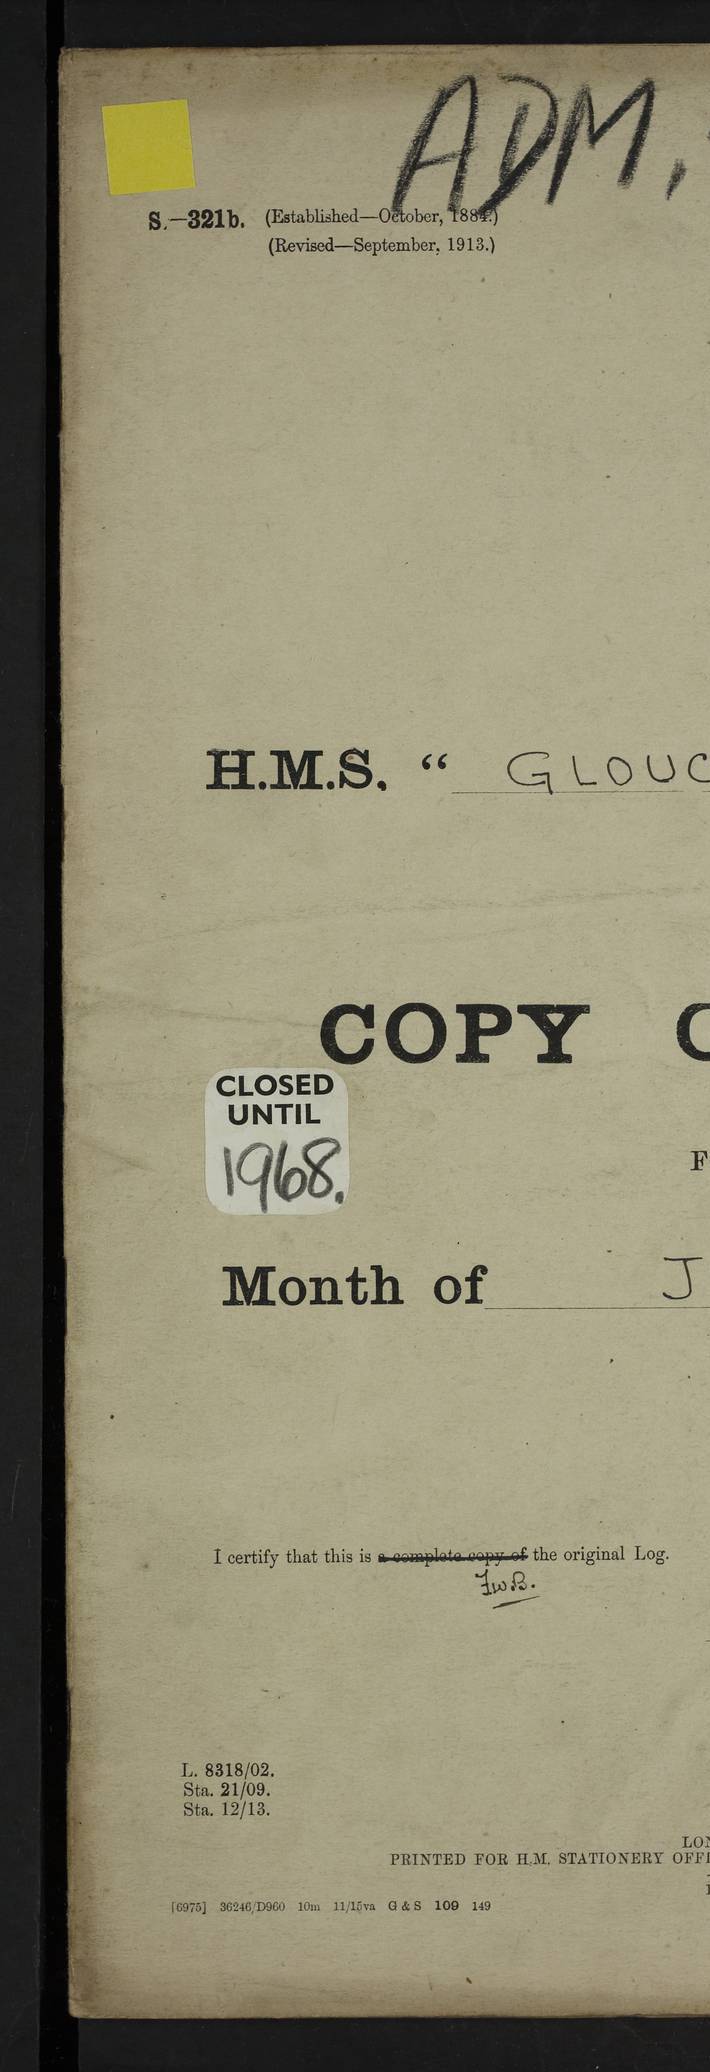 ADM.
S.—321b. (Established—October, 1884.)
(Revised—September, 1913.)
H.M.S. “ GLOUC
COPY O
CLOSED
UNTIL
1968.
F
Month of J
I certify that this is a complete copy of the original Log.
F.W.B.
L. 8318/02.
Sta. 21/09.
Sta. 12/13.
LON
PRINTED FOR H.M. STATIONERY OFFI
[6975] 36246/D960 10m 11/15va G & S 109 149